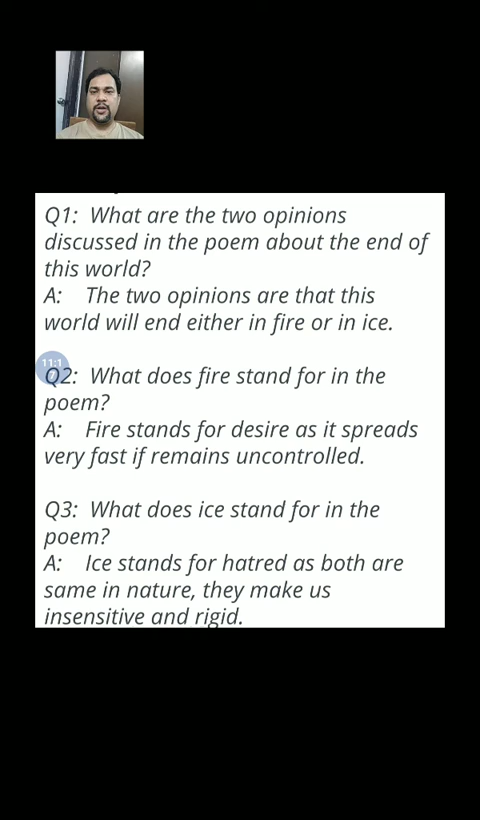 Q1: What are the two opinions
discussed in the poem about the end of
this world?
A: The two opinions are that this
world will end either in fire or in ice.
11:1
7
Q2: What does fire stand for in the
poem?
A: Fire stands for desire as it spreads
very fast if remains uncontrolled.
Q3: What does ice stand for in the
poem?
A: Ice stands for hatred as both are
same in nature, they make us
insensitive and rigid.